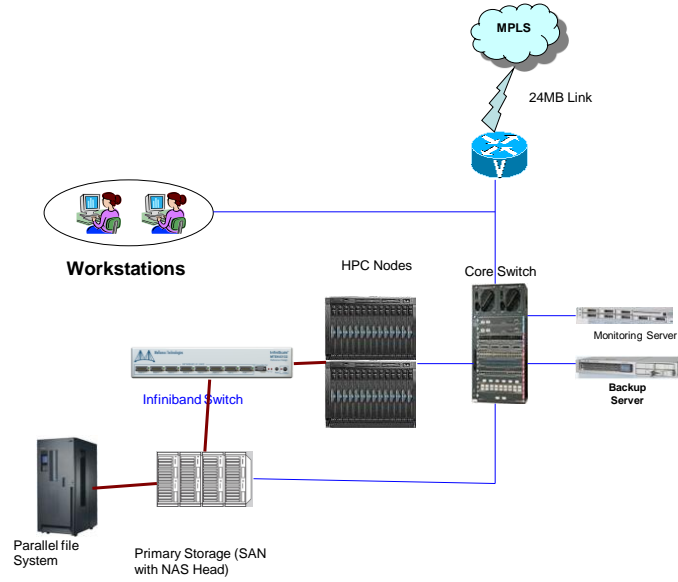 MPLS
24MB Link
V
Workstations
HPC Nodes
Core Switch
Monitoring Server
Backup
Server
Infiniband Switch
Parallel file
System
Primary Storage (SAN
with NAS Head)